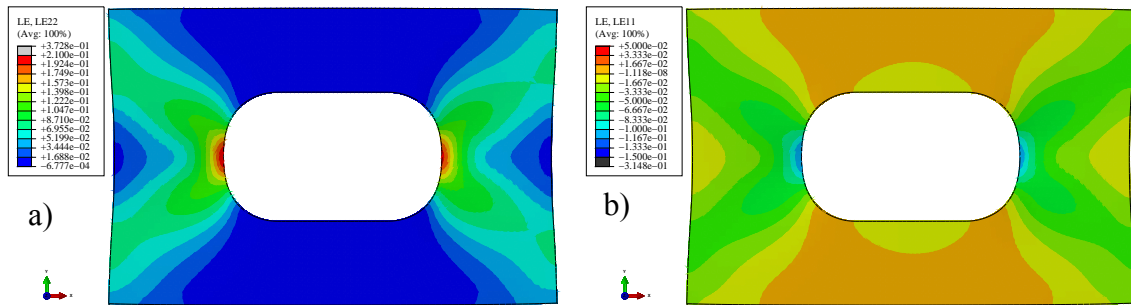 LE, LE22
(Avg: 100%)
+3.728e−01
+2.100e−01
+1.924e−01
+1.749e−01
+1.573e−01
+1.398e−01
+1.222e−01
+1.047e−01
+8.710e−02
+6.955e−02
+5.199e−02
+3.444e−02
+1.688e−02
−6.777e−04
a)
Y
X
LE, LE11
(Avg: 100%)
+5.000e−02
+3.333e−02
+1.667e−02
−1.118e−08
−1.667e−02
−3.333e−02
−5.000e−02
−6.667e−02
−8.333e−02
−1.000e−01
−1.167e−01
−1.333e−01
−1.500e−01
−3.148e−01
b)
Y
X